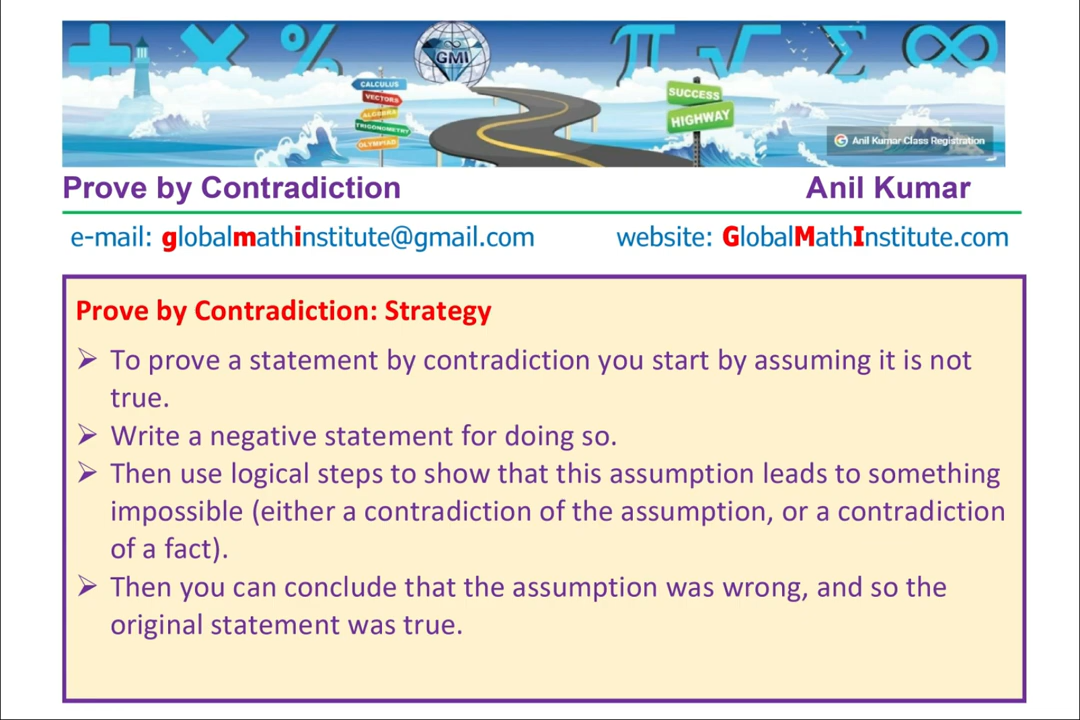 GMI
CALCULUS
VECTORS
ALGEBRA
TRIGONOMETRY
OLYMPIAD
SUCCESS
HIGHWAY
Anil Kumar Class Registration
Prove by Contradiction Anil Kumar
e-mail: globalmathinstitute@gmail.com website: GlobalMathInstitute.com
Prove by Contradiction: Strategy
➢ To prove a statement by contradiction you start by assuming it is not
true.
➢ Write a negative statement for doing so.
➢ Then use logical steps to show that this assumption leads to something
impossible (either a contradiction of the assumption, or a contradiction
of a fact).
➢ Then you can conclude that the assumption was wrong, and so the
original statement was true.